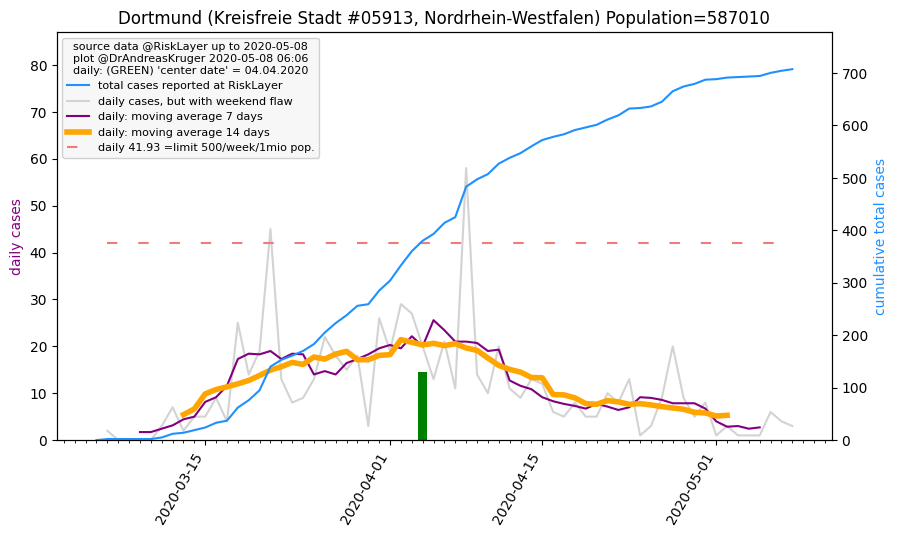 Dortmund (Kreisfreie Stadt #05913, Nordrhein-Westfalen) Population=587010
source data @RiskLayer up to 2020-05-08
plot @DrAndreasKruger 2020-05-08 06:06
daily: (GREEN) 'center date' = 04.04.2020
total cases reported at RiskLayer
daily cases, but with weekend flaw
daily: moving average 7 days
daily: moving average 14 days
daily 41.93 =limit 500/week/1mio pop.
daily cases
80
70
60
50
40
30
20
10
0
700
600
500
400
300
200
100
0
cumulative total cases
2020-03-15
2020-04-01
2020-04-15
2020-05-01